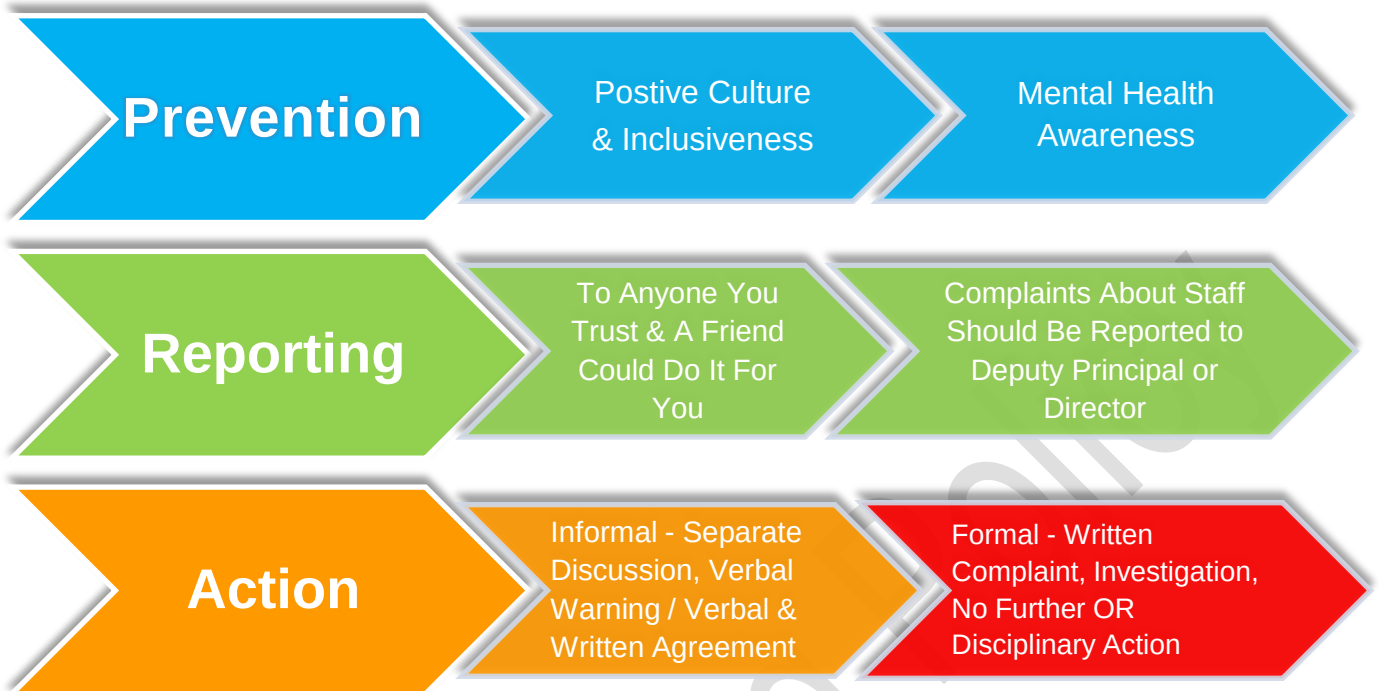 Prevention
Postive Culture
& Inclusiveness
Mental Health
Awareness
Reporting
To Anyone You
Trust & A Friend
Could Do It For
You
Complaints About Staff
Should Be Reported to
Deputy Principal or
Director
Action
Informal - Separate
Discussion, Verbal
Warning / Verbal &
Written Agreement
Formal - Written
Complaint, Investigation,
No Further OR
Disciplinary Action